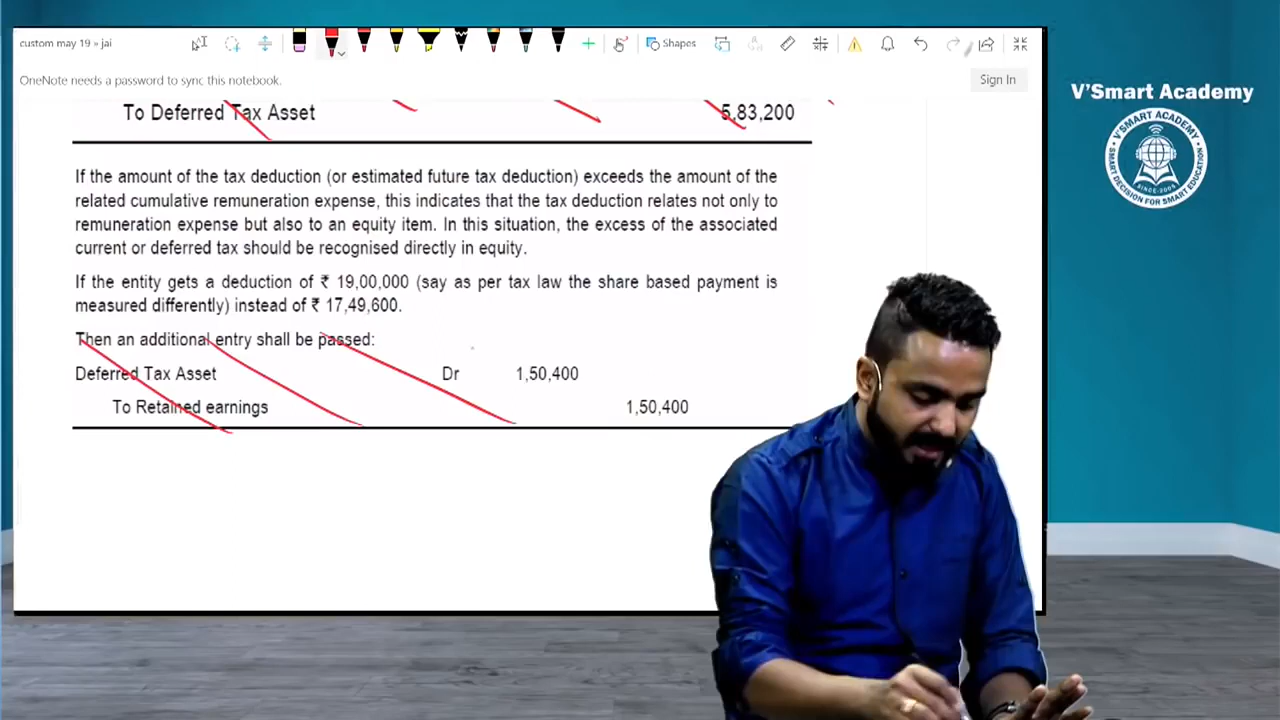 custom may 19 » jai
Shapes
OneNote needs a password to sync this notebook.
Sign In
To Deferred Tax Asset 5,83,200
If the amount of the tax deduction (or estimated future tax deduction) exceeds the amount of the
related cumulative remuneration expense, this indicates that the tax deduction relates not only to
remuneration expense but also to an equity item. In this situation, the excess of the associated
current or deferred tax should be recognised directly in equity.
If the entity gets a deduction of ₹ 19,00,000 (say as per tax law the share based payment is
measured differently) instead of ₹ 17,49,600.
Then an additional entry shall be passed:
Deferred Tax Asset Dr 1,50,400
To Retained earnings 1,50,400
V'Smart Academy
V'SMART ACADEMY
SINCE-2005
SMART DECISION FOR SMART EDUCATION